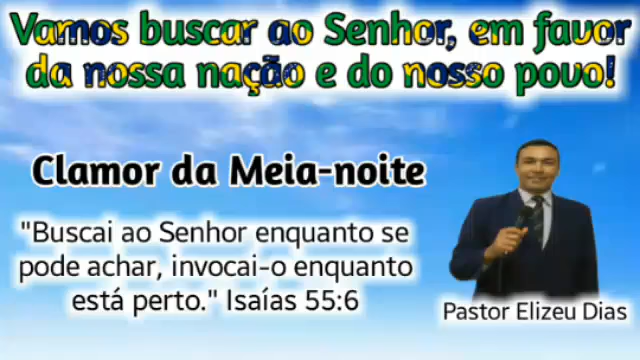 Vamos buscar ao Senhor, em favor
da nossa nação e do nosso povo!
Clamor da Meia-noite
"Buscai ao Senhor enquanto se
pode achar, invocai-o enquanto
está perto." Isaías 55:6
Pastor Elizeu Dias